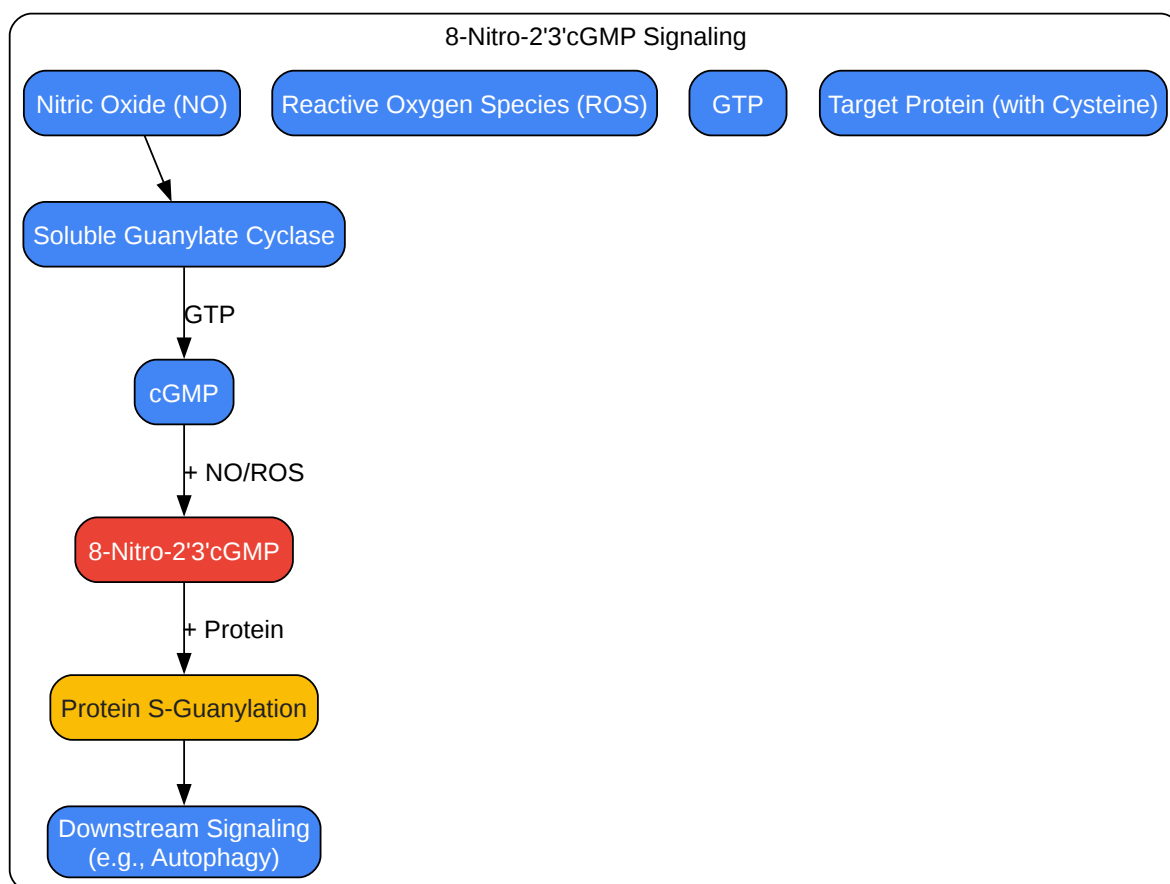 8-Nitro-2'3'cGMP Signaling
Nitric Oxide (NO)
Reactive Oxygen Species (ROS)
GTP
Target Protein (with Cysteine)
Soluble Guanylate Cyclase
GTP
cGMP
+ NO/ROS
8-Nitro-2'3'cGMP
+ Protein
Protein S-Guanylation
Downstream Signaling
(e.g., Autophagy)